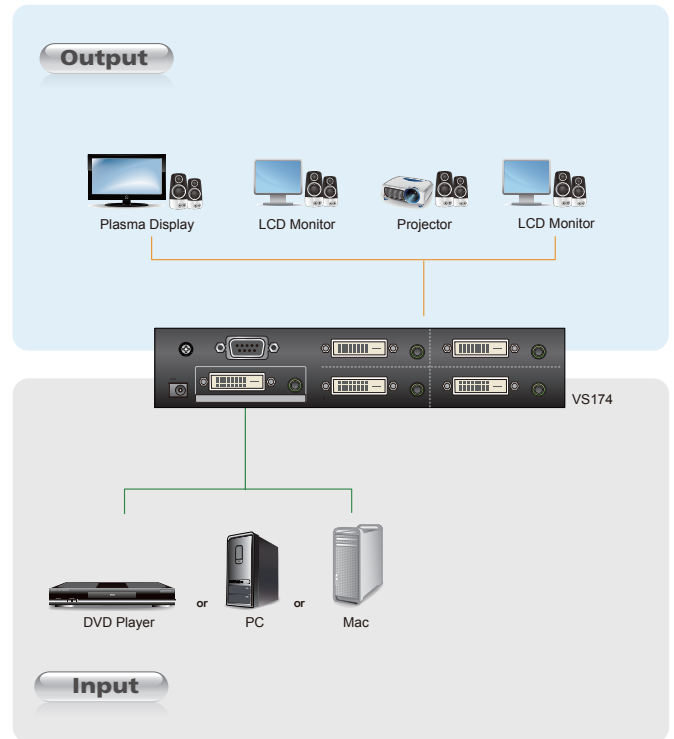 Output
Plasma Display
LCD Monitor
Projector
LCD Monitor
VS174
or
or
DVD Player
PC
Mac
Input